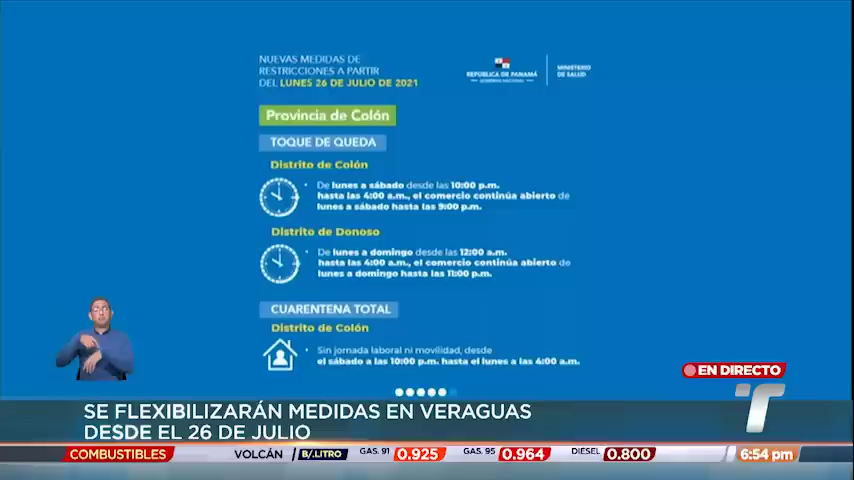 NUEVAS MEDIDAS DE
RESTRICCIONES A PARTIR
DEL LUNES 26 DE JULIO DE 2021
REPÚBLICA DE PANAMÁ
— GOBIERNO NACIONAL —
MINISTERIO
DE SALUD
Provincia de Colón
TOQUE DE QUEDA
Distrito de Colón
• De lunes a sábado desde las 10:00 p.m.
hasta las 4:00 a.m., el comercio continúa abierto de
lunes a sábado hasta las 9:00 p.m.
Distrito de Donoso
• De lunes a domingo desde las 12:00 a.m.
hasta las 4:00 a.m., el comercio continúa abierto de
lunes a domingo hasta las 11:00 p.m.
CUARENTENA TOTAL
Distrito de Colón
• Sin jornada laboral ni movilidad, desde
el sábado a las 10:00 p.m. hasta el lunes a las 4:00 a.m.
EN DIRECTO
SE FLEXIBILIZARÁN MEDIDAS EN VERAGUAS
DESDE EL 26 DE JULIO
COMBUSTIBLES VOLCÁN B/.LITRO GAS. 91 0.925 GAS. 95 0.964 DIESEL 0.800 6:54 pm